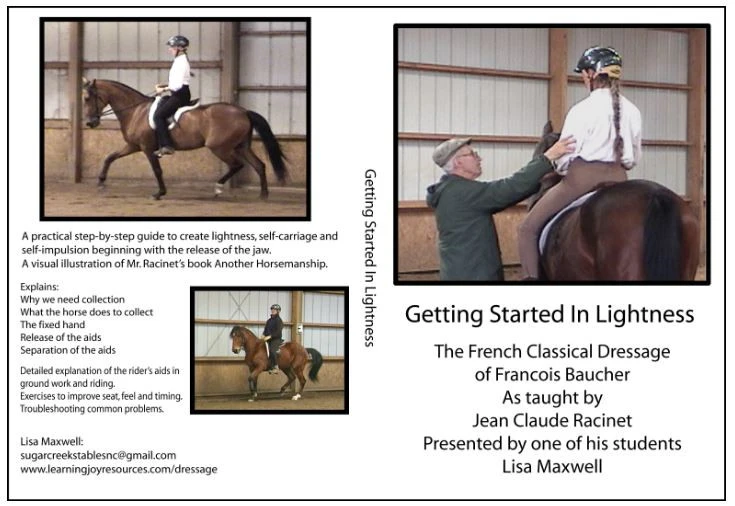 A practical step-by-step guide to create lightness, self-carriage and
self-impulsion beginning with the release of the jaw.
A visual illustration of Mr. Racinet's book Another Horsemanship.
Explains:
Why we need collection
What the horse does to collect
The fixed hand
Release of the aids
Separation of the aids
Detailed explanation of the rider's aids in
ground work and riding.
Exercises to improve seat, feel and timing.
Troubleshooting common problems.
Lisa Maxwell:
sugarcreekstablesnc@gmail.com
www.learningjoyresources.com/dressage
Getting Started In Lightness
Getting Started In Lightness
The French Classical Dressage
of Francois Baucher
As taught by
Jean Claude Racinet
Presented by one of his students
Lisa Maxwell